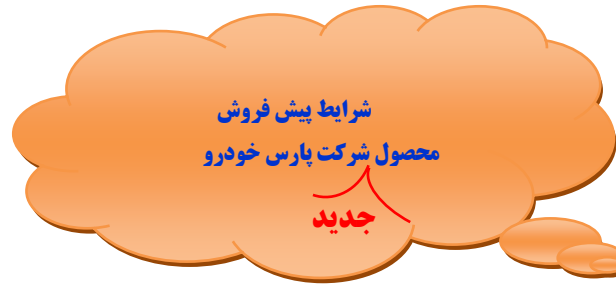 شرایط پیش فروش
محصول شرکت پارس خودرو
جدید